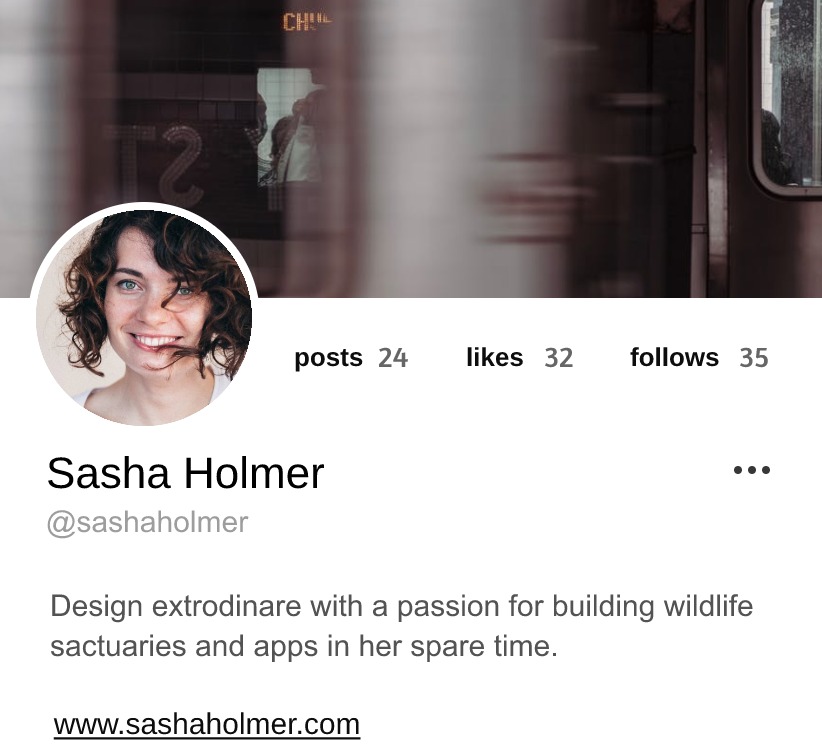 posts 24 likes 32 follows 35
Sasha Holmer
@sashaholmer
Design extrodinare with a passion for building wildlife
sactuaries and apps in her spare time.
www.sashaholmer.com